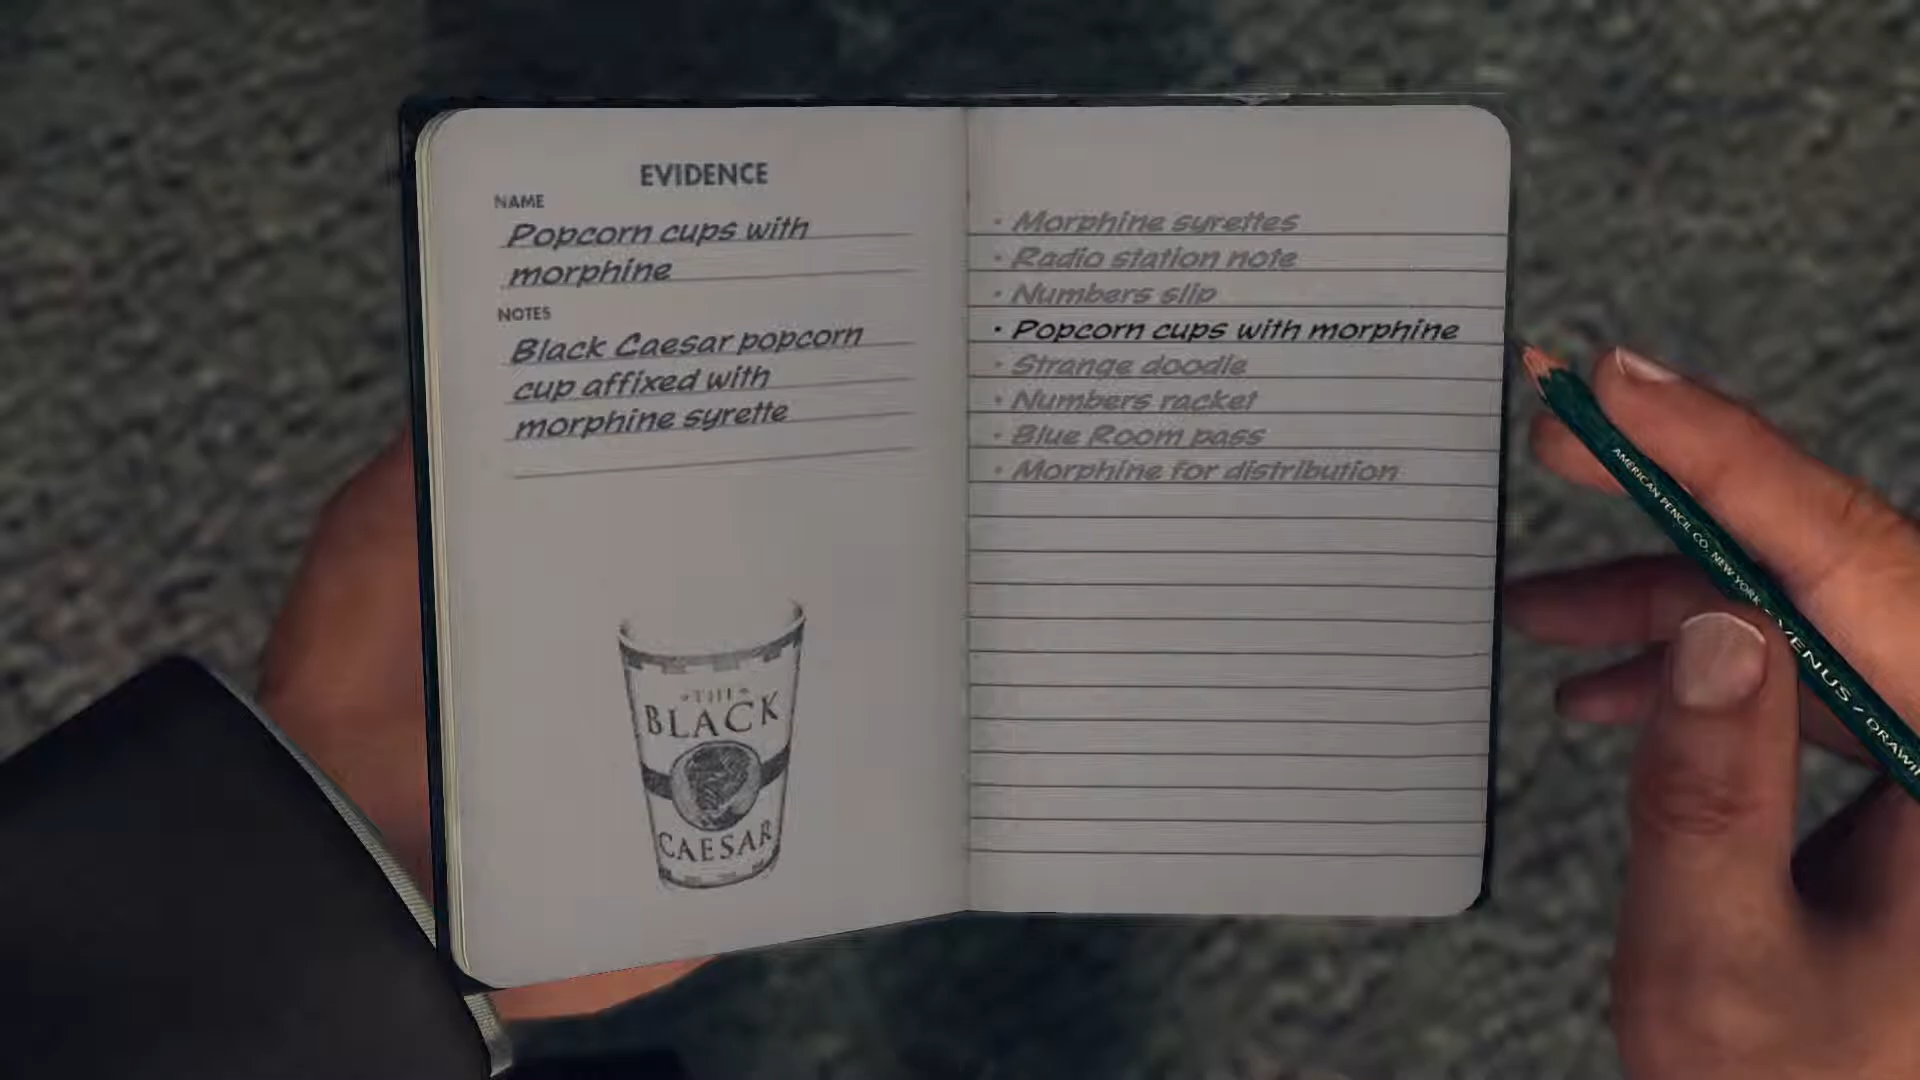 EVIDENCE
NAME
Popcorn cups with
morphine
NOTES
Black Caesar popcorn
cup affixed with
morphine syrette
THE
BLACK
CAESAR
• Morphine syrettes
• Radio station note
• Numbers slip
• Popcorn cups with morphine
• Strange doodle
• Numbers racket
• Blue Room pass
• Morphine for distribution
AMERICAN PENCIL CO. NEW YORK
VENUS / DRAWI